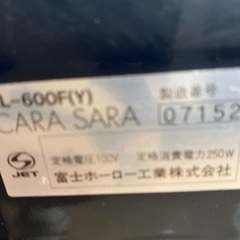 L-600F(Y)
製造番号
CARA SARA
07152
JET
定格電圧100V 定格消費電力250W
富士ホーロー工業株式会社